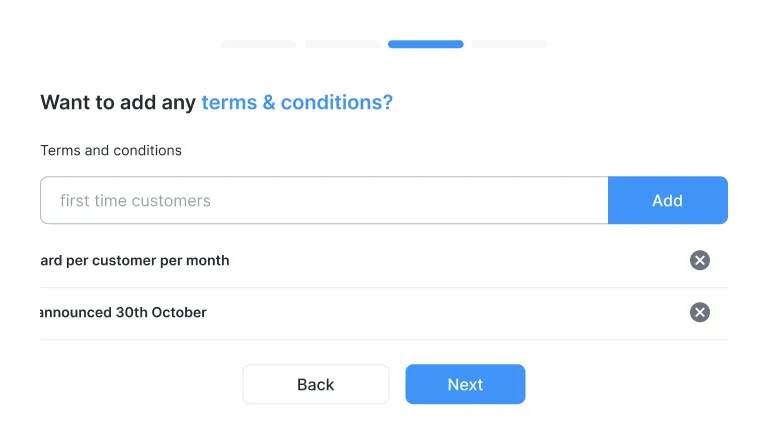 Want to add any terms & conditions?
Terms and conditions
first time customers
Add
ard per customer per month
announced 30th October
Back
Next